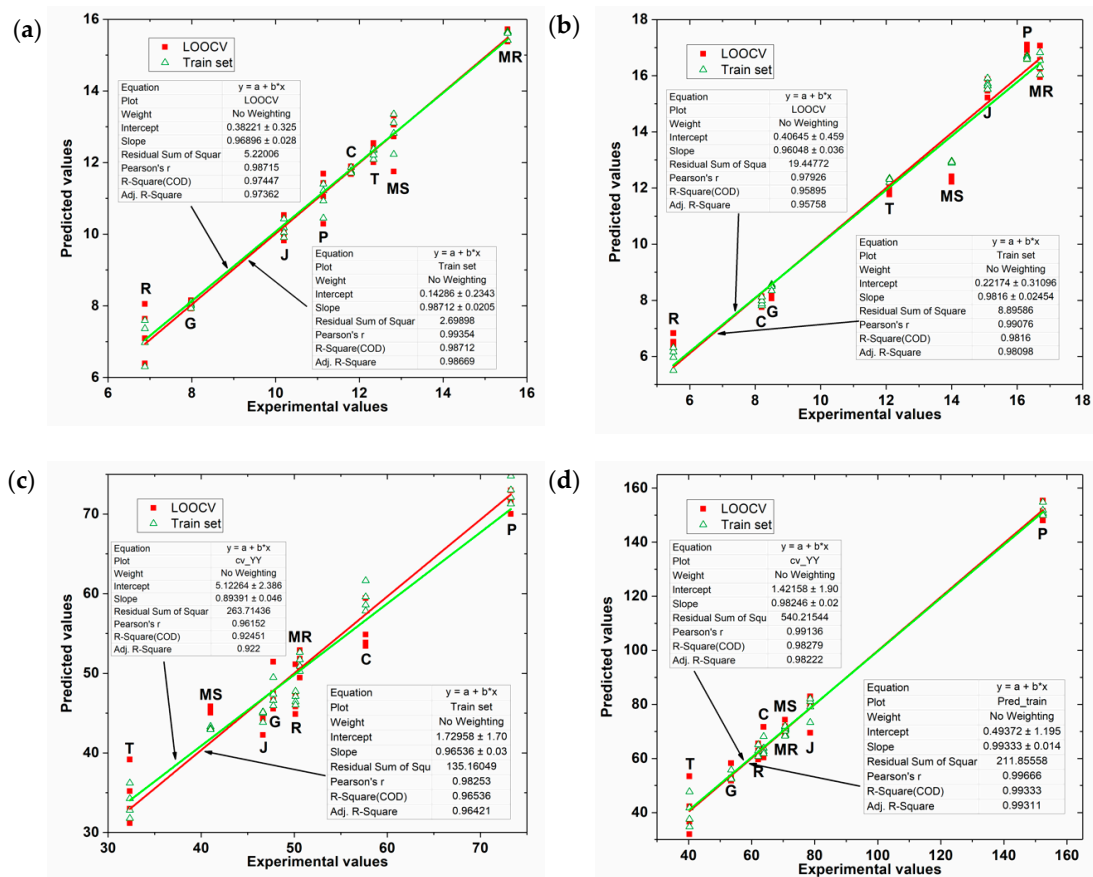 (a)
16
14
12
10
8
6
Predicted values
LOOCV
Train set
Equation y = a + b*x
Plot LOOCV
Weight No Weighting
Intercept 0.38221 ± 0.325
Slope 0.96896 ± 0.028
Residual Sum of Squar 5.22006
Pearson's r 0.98715
R-Square(COD) 0.97447
Adj. R-Square 0.97362
Equation y = a + b*x
Plot Train set
Weight No Weighting
Intercept 0.14286 ± 0.2343
Slope 0.98712 ± 0.0205
Residual Sum of Squar 2.69898
Pearson's r 0.99354
R-Square(COD) 0.98712
Adj. R-Square 0.98669
R
G
J
P
C
T
MS
MR
6 8 10 12 14 16
Experimental values
(b)
18
16
14
12
10
8
6
Predicted values
LOOCV
Train set
Equation y = a + b*x
Plot LOOCV
Weight No Weighting
Intercept 0.40645 ± 0.459
Slope 0.96048 ± 0.036
Residual Sum of Squa 19.44772
Pearson's r 0.97926
R-Square(COD) 0.95895
Adj. R-Square 0.95758
Equation y = a + b*x
Plot Train set
Weight No Weighting
Intercept 0.22174 ± 0.31096
Slope 0.9816 ± 0.02454
Residual Sum of Square 8.89586
Pearson's r 0.99076
R-Square(COD) 0.9816
Adj. R-Square 0.98098
R
C
G
T
MS
J
P
MR
6 8 10 12 14 16 18
Experimental values
(c)
70
60
50
40
30
Predicted values
LOOCV
Train set
Equation y = a + b*x
Plot cv_YY
Weight No Weighting
Intercept 5.12264 ± 2.386
Slope 0.89391 ± 0.046
Residual Sum of Squar 263.71436
Pearson's r 0.96152
R-Square(COD) 0.92451
Adj. R-Square 0.922
Equation y = a + b*x
Plot Train set
Weight No Weighting
Intercept 1.72958 ± 1.70
Slope 0.96536 ± 0.03
Residual Sum of Squ 135.16049
Pearson's r 0.98253
R-Square(COD) 0.96536
Adj. R-Square 0.96421
T
MS
J
G
R
MR
C
P
30 40 50 60 70
Experimental values
(d)
160
140
120
100
80
60
40
Predicted values
LOOCV
Train set
Equation y = a + b*x
Plot cv_YY
Weight No Weighting
Intercept 1.42158 ± 1.90
Slope 0.98246 ± 0.02
Residual Sum of Squ 540.21544
Pearson's r 0.99136
R-Square(COD) 0.98279
Adj. R-Square 0.98222
Equation y = a + b*x
Plot Pred_train
Weight No Weighting
Intercept 0.49372 ± 1.195
Slope 0.99333 ± 0.014
Residual Sum of Squar 211.85558
Pearson's r 0.99666
R-Square(COD) 0.99333
Adj. R-Square 0.99311
T
G
R
C
MS
MR
J
P
40 60 80 100 120 140 160
Experimental values